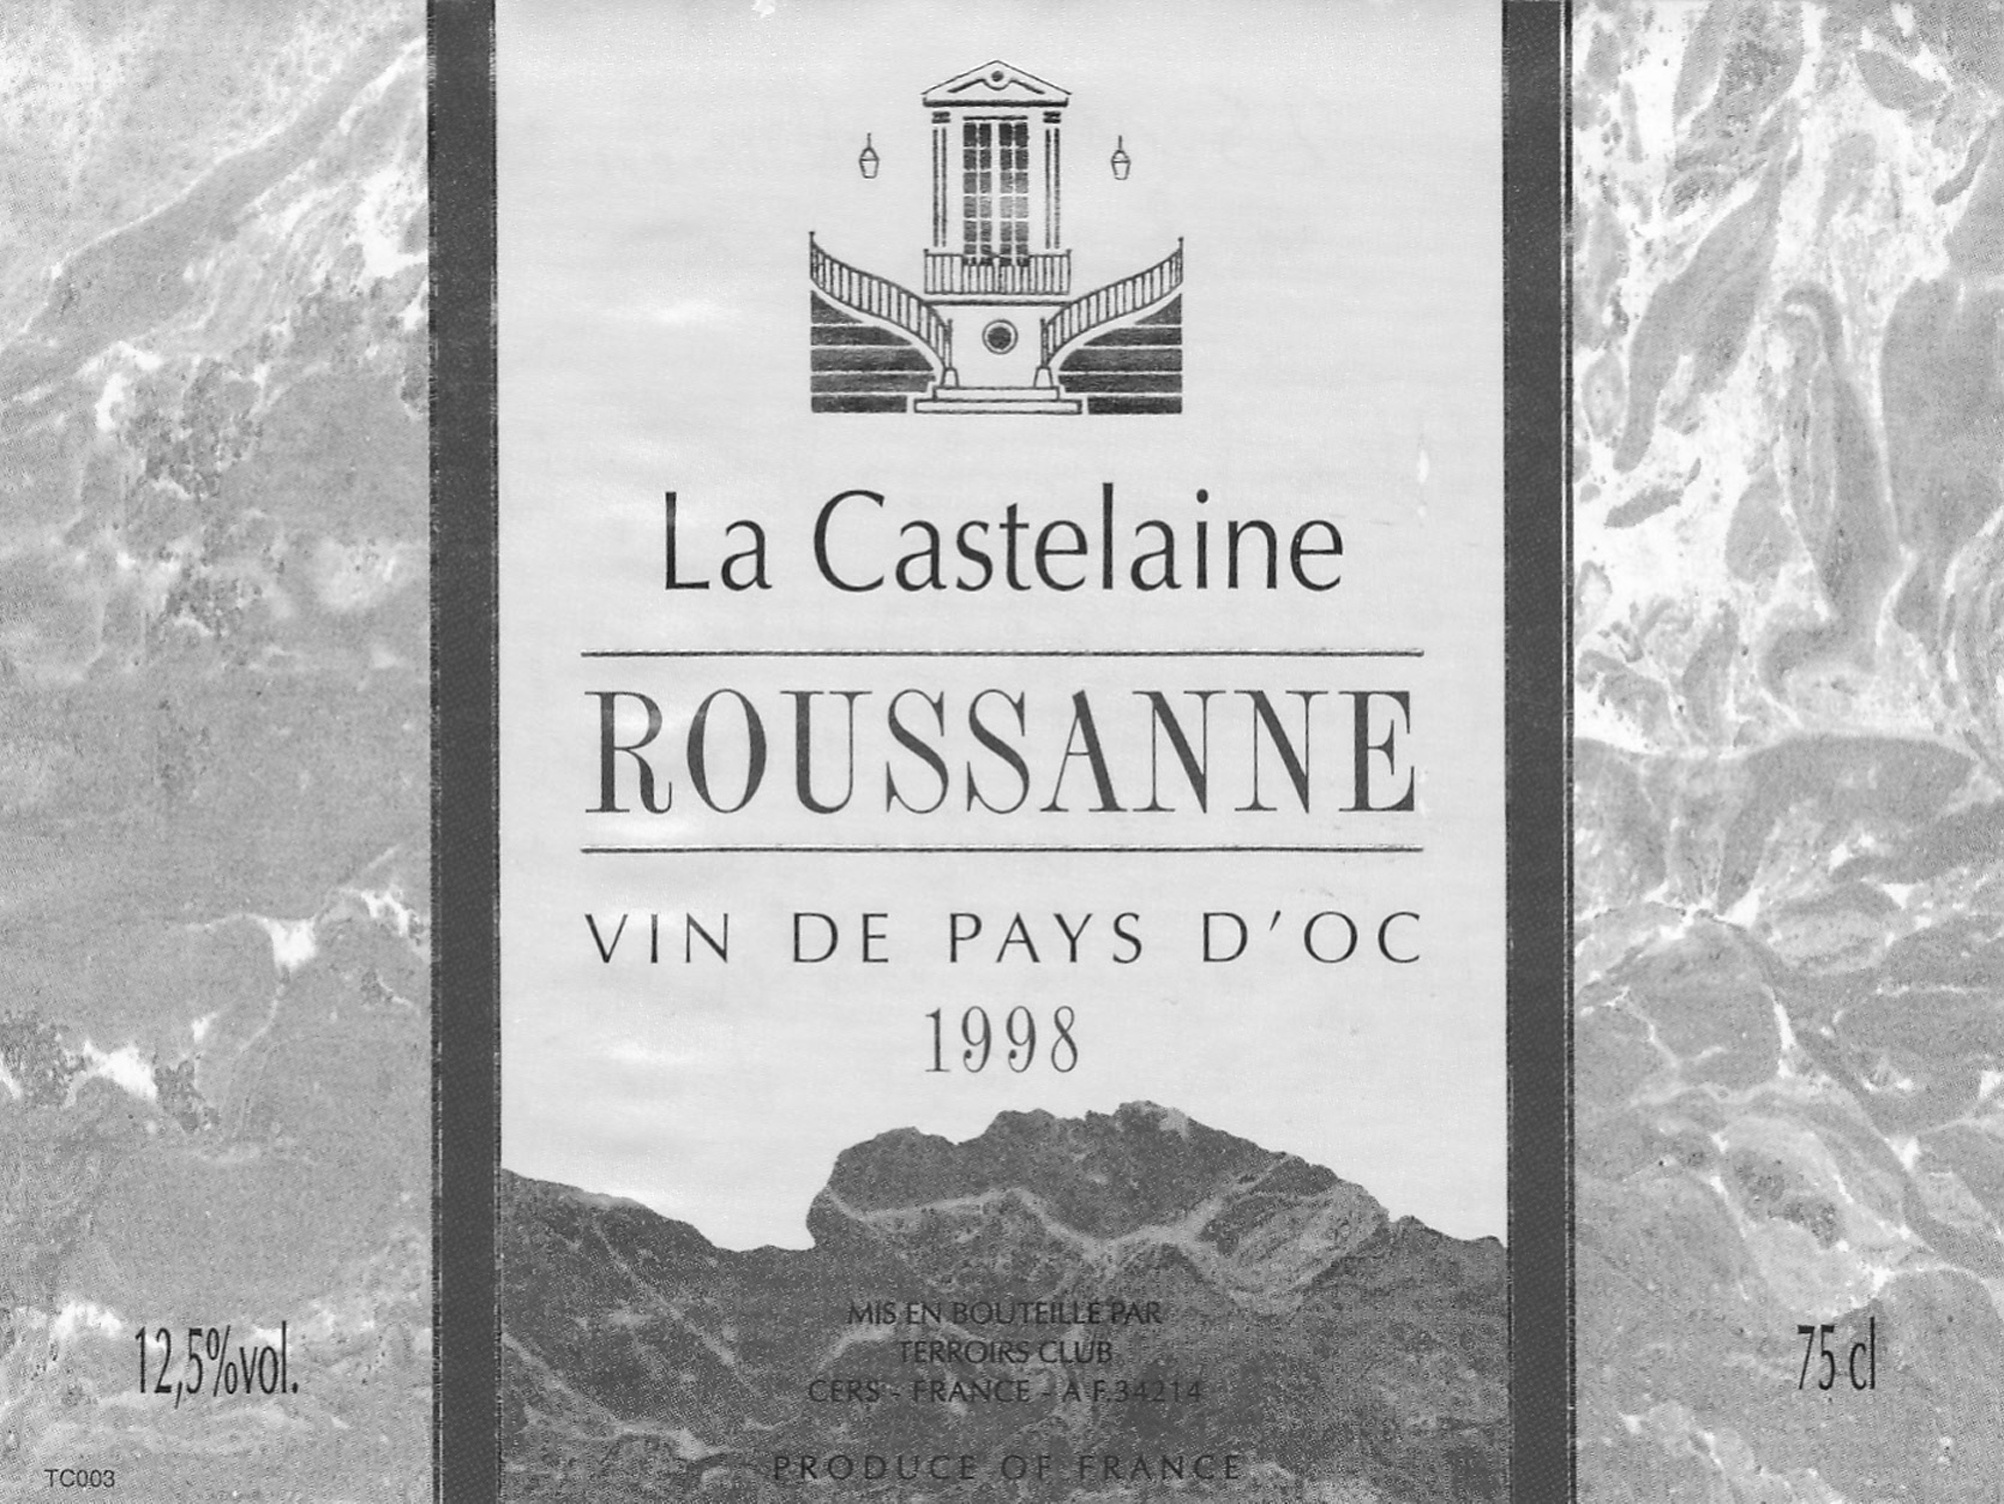 La Castelaine
ROUSSANNE
VIN DE PAYS D'OC
1998
MIS EN BOUTEILLE PAR
TERROIRS CLUB
CERS - FRANCE - A F.34214
PRODUCE OF FRANCE
12,5%vol.
75 cl
TC003